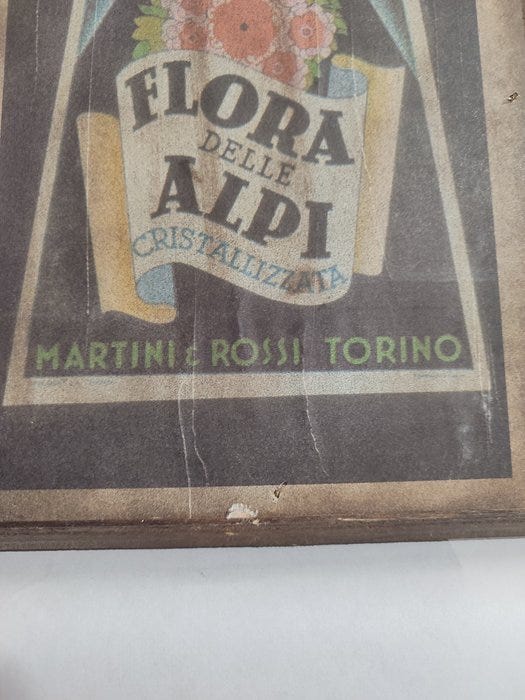 FLORA
DELLE
ALPI
CRISTALLIZZATA
MARTINI & ROSSI TORINO